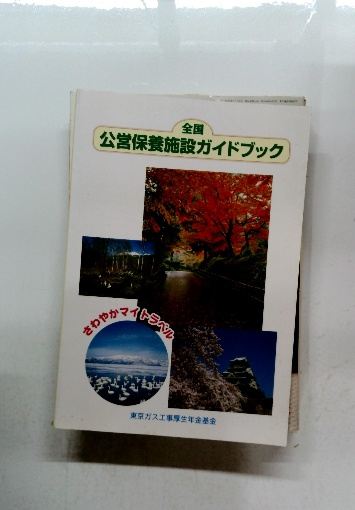 全国
公営保養施設ガイドブック
さわやかマイトラベル
東京ガス工事厚生年金基金